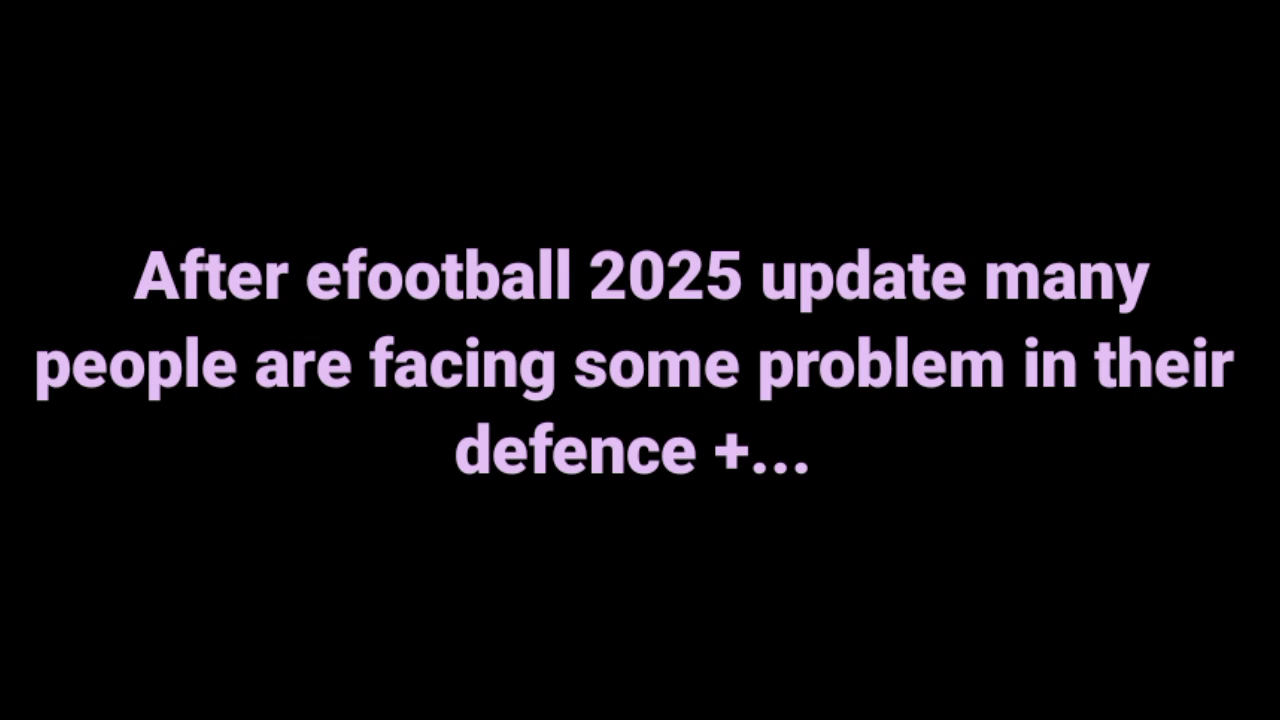 After efootball 2025 update many
people are facing some problem in their
defence +...